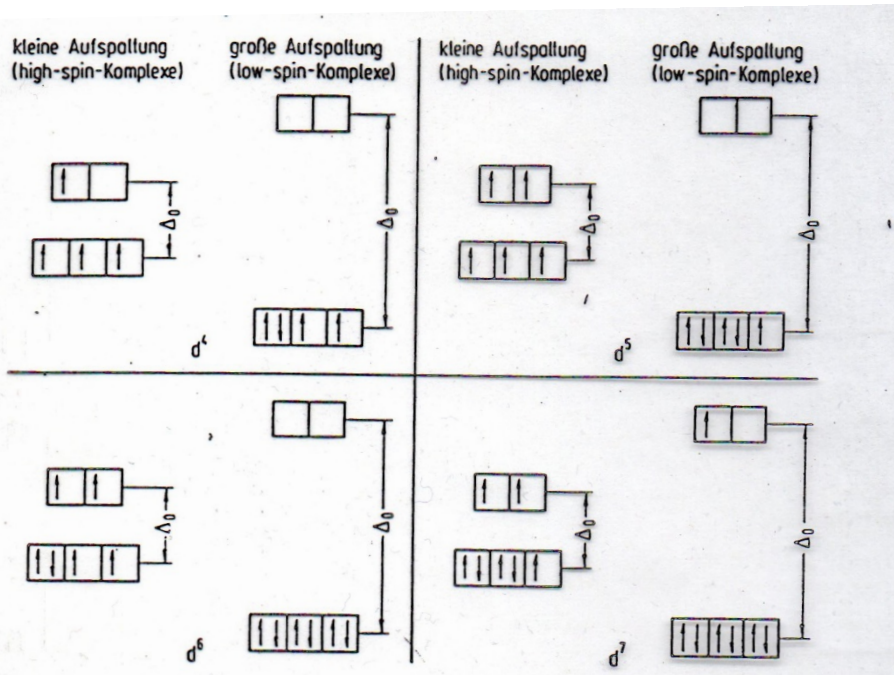 kleine Aufspaltung
(high-spin-Komplexe)
große Aufspaltung
(low-spin-Komplexe)
kleine Aufspaltung
(high-spin-Komplexe)
große Aufspaltung
(low-spin-Komplexe)
Δ₀
Δ₀
d⁴
Δ₀
Δ₀
d⁵
Δ₀
Δ₀
d⁶
Δ₀
Δ₀
d⁷